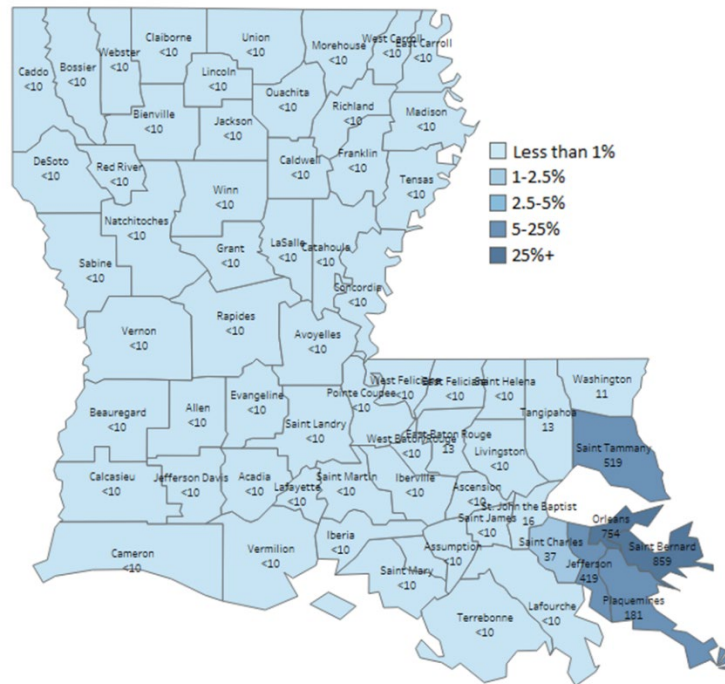 Claiborne
<10
Union
<10
Morehouse
<10
West Carroll
<10
East Carroll
<10
Webster
<10
Caddo
<10
Bossier
<10
Lincoln
<10
Ouachita
<10
Richland
<10
Madison
<10
Bienville
<10
Jackson
<10
DeSoto
<10
Red River
<10
Caldwell
<10
Franklin
<10
Tensas
<10
Winn
<10
Natchitoches
<10
Sabine
<10
Grant
<10
LaSalle
<10
Catahoula
<10
Concordia
<10
Less than 1%
1-2.5%
2.5-5%
5-25%
25%+
Vernon
<10
Rapides
<10
Avoyelles
<10
Beauregard
<10
Allen
<10
Evangeline
<10
Saint Landry
<10
Pointe Coupee
<10
West Feliciana
<10
East Feliciana
<10
Saint Helena
<10
Tangipahoa
13
Washington
11
Saint Tammany
519
West Baton Rouge
<10
East Baton Rouge
13
Livingston
<10
Calcasieu
<10
Jefferson Davis
<10
Acadia
<10
Lafayette
<10
Saint Martin
<10
Iberville
<10
Ascension
<10
St. John the Baptist
16
Saint James
<10
Orleans
754
Saint Bernard
859
Saint Charles
37
Jefferson
419
Plaquemines
181
Cameron
<10
Vermilion
<10
Iberia
<10
Saint Mary
<10
Assumption
<10
Terrebonne
<10
Lafourche
<10